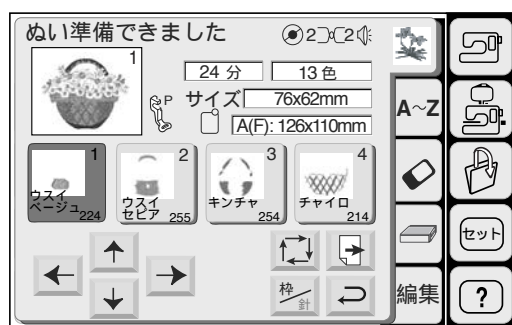 ぬい準備できました
2 2
1
24 分 13 色
P サイズ 76x62mm
A(F): 126x110mm
A~Z
1 ウスイ ページュ 224
2 ウスイ セピア 255
3 キンチャ 254
4 チャイロ 214
セット
枠/針
編集
?